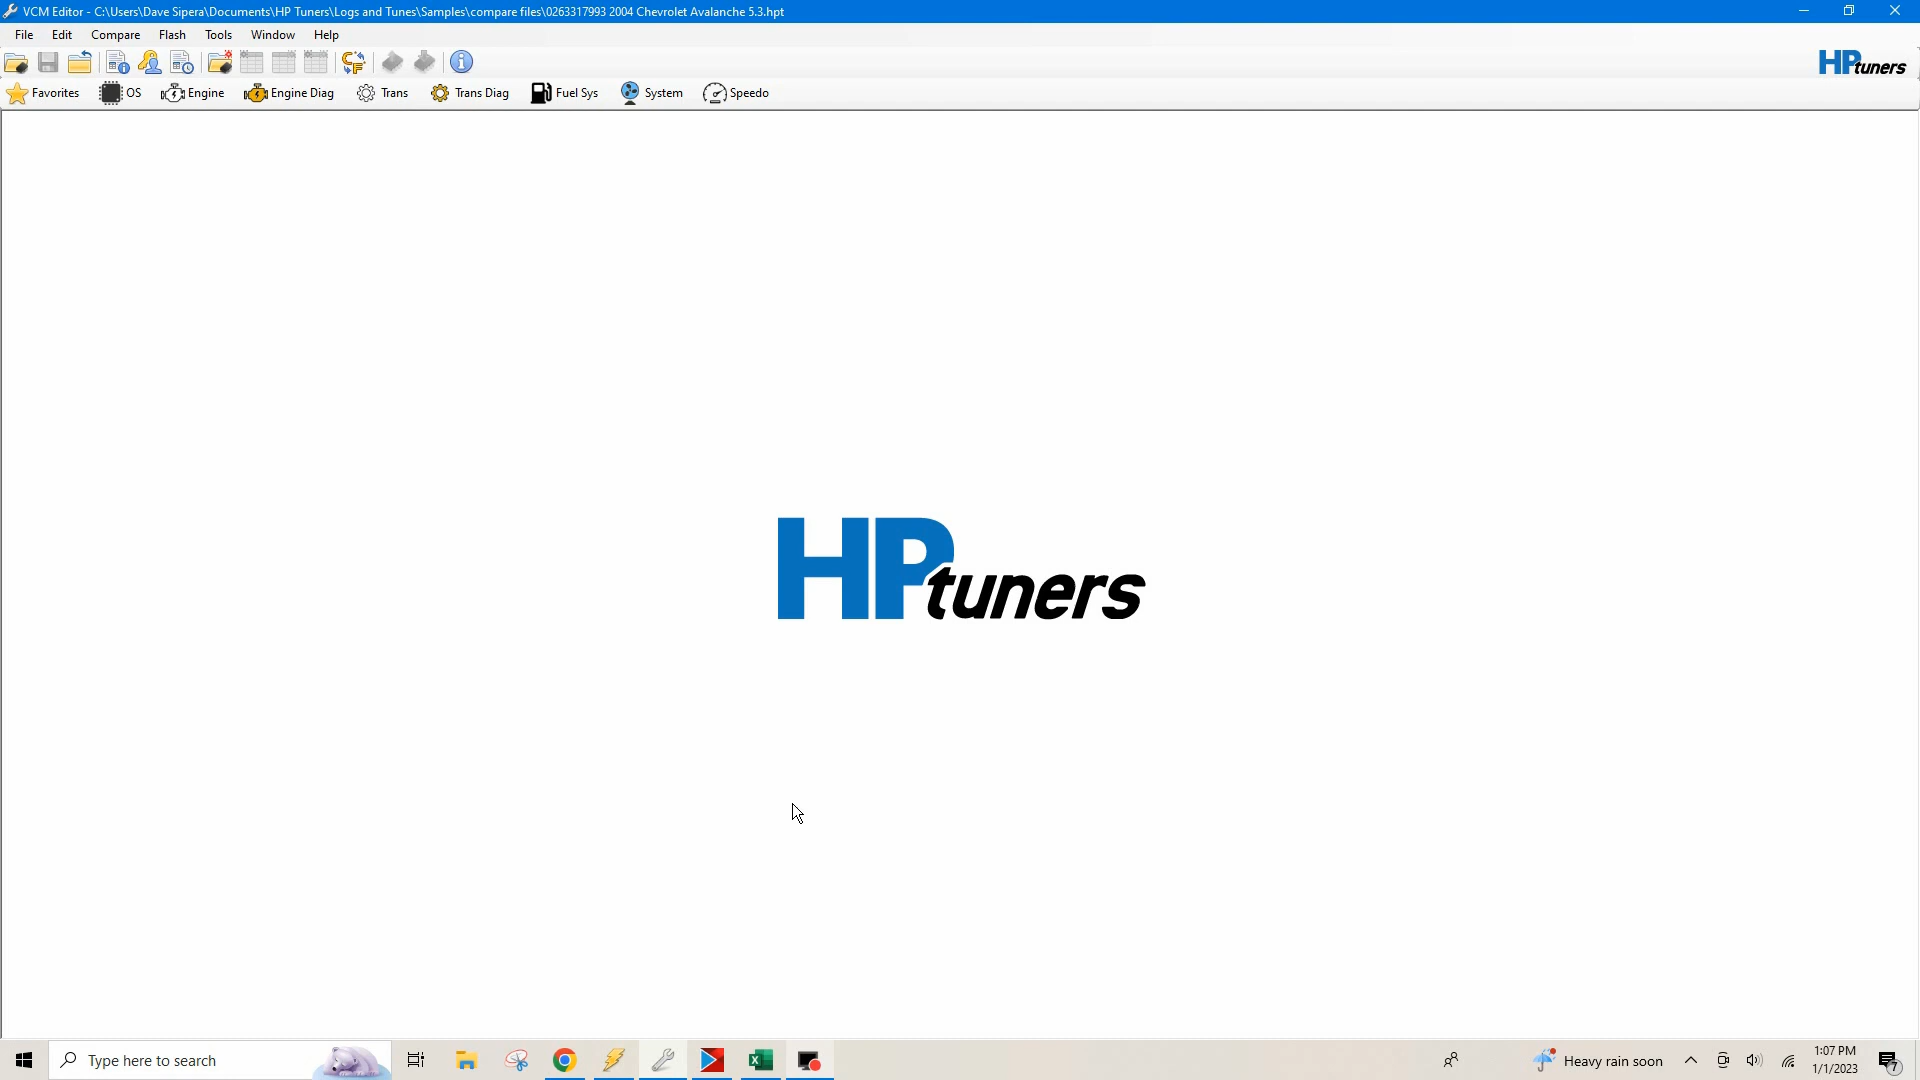 VCM Editor - C:\Users\Dave Sipera\Documents\HP Tuners\Logs and Tunes\Samples\compare files\0263317993 2004 Chevrolet Avalanche 5.3.hpt
File Edit Compare Flash Tools Window Help
HPtuners
Favorites OS Engine Engine Diag Trans Trans Diag Fuel Sys System Speedo
HPtuners
Type here to search
Heavy rain soon
1:07 PM
1/1/2023
7